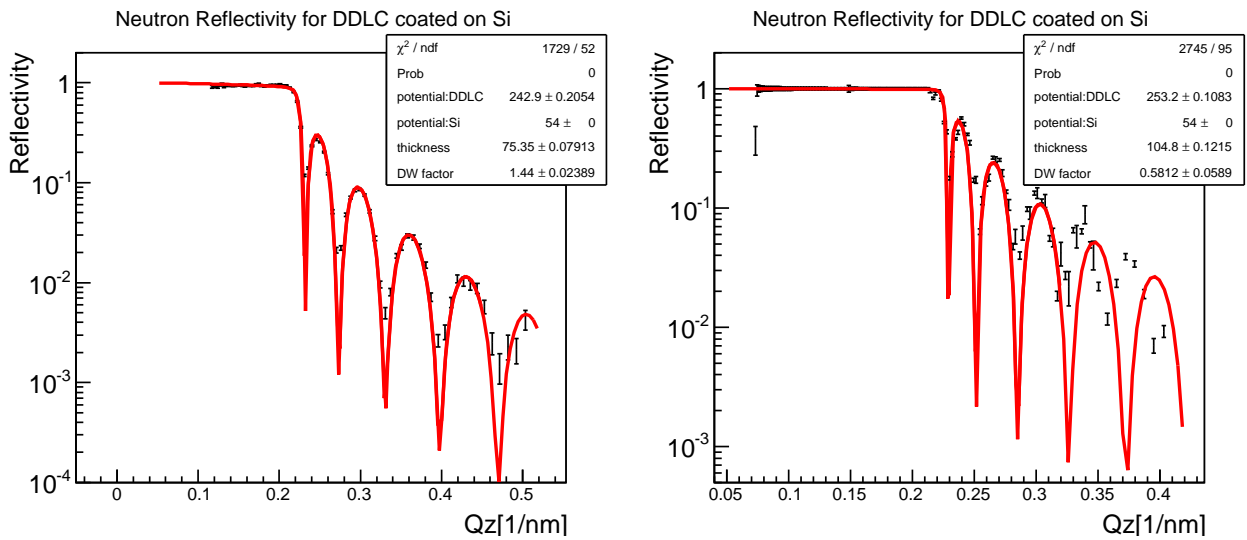 Neutron Reflectivity for DDLC coated on Si
χ² / ndf 1729 / 52
Prob 0
potential:DDLC 242.9 ± 0.2054
potential:Si 54 ± 0
thickness 75.35 ± 0.07913
DW factor 1.44 ± 0.02389
Reflectivity
1
10⁻¹
10⁻²
10⁻³
10⁻⁴
0 0.1 0.2 0.3 0.4 0.5
Qz[1/nm]
Neutron Reflectivity for DDLC coated on Si
χ² / ndf 2745 / 95
Prob 0
potential:DDLC 253.2 ± 0.1083
potential:Si 54 ± 0
thickness 104.8 ± 0.1215
DW factor 0.5812 ± 0.0589
Reflectivity
1
10⁻¹
10⁻²
10⁻³
0.05 0.1 0.15 0.2 0.25 0.3 0.35 0.4
Qz[1/nm]